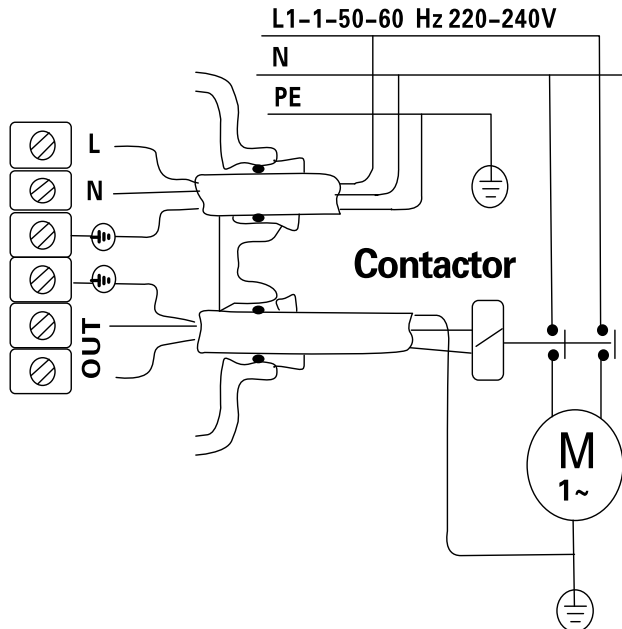 L1-1-50-60 Hz 220-240V
N
PE
L
N
OUT
Contactor
M
1~